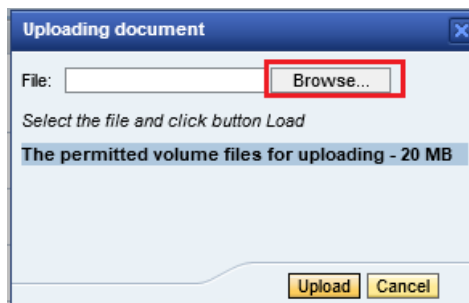 Uploading document
File: Browse...
Select the file and click button Load
The permitted volume files for uploading - 20 MB
Upload Cancel